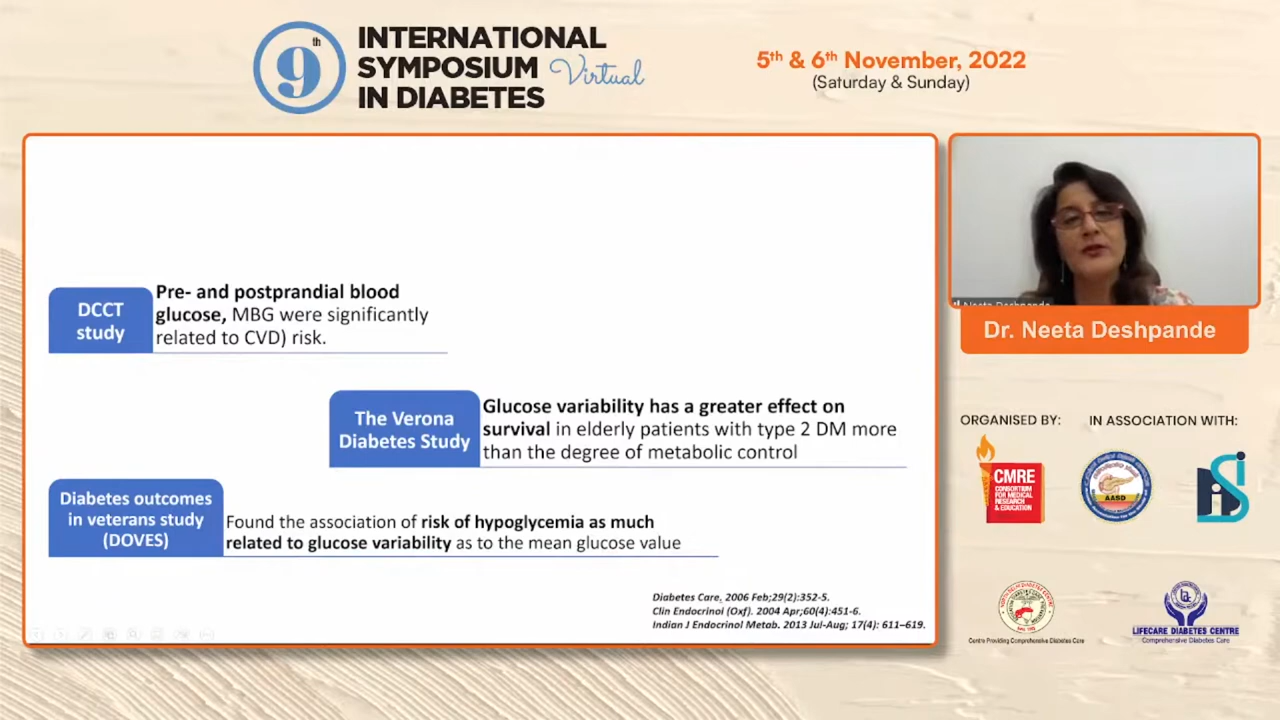 9th
INTERNATIONAL
SYMPOSIUM Virtual
IN DIABETES
5th & 6th November, 2022
(Saturday & Sunday)
DCCT
study
Pre- and postprandial blood
glucose, MBG were significantly
related to CVD) risk.
The Verona
Diabetes Study
Glucose variability has a greater effect on
survival in elderly patients with type 2 DM more
than the degree of metabolic control
Diabetes outcomes
in veterans study
(DOVES)
Found the association of risk of hypoglycemia as much
related to glucose variability as to the mean glucose value
Diabetes Care. 2006 Feb;29(2):352-5.
Clin Endocrinol (Oxf). 2004 Apr;60(4):451-6.
Indian J Endocrinol Metab. 2013 Jul-Aug; 17(4): 611–619.
Neeta Deshpande
Dr. Neeta Deshpande
ORGANISED BY:
IN ASSOCIATION WITH:
CMRE
CONSORTIUM
FOR MEDICAL
RESEARCH
& EDUCATION
AASD
Centre Providing Comprehensive Diabetes Care
LIFECARE DIABETES CENTRE
Comprehensive Diabetes Care